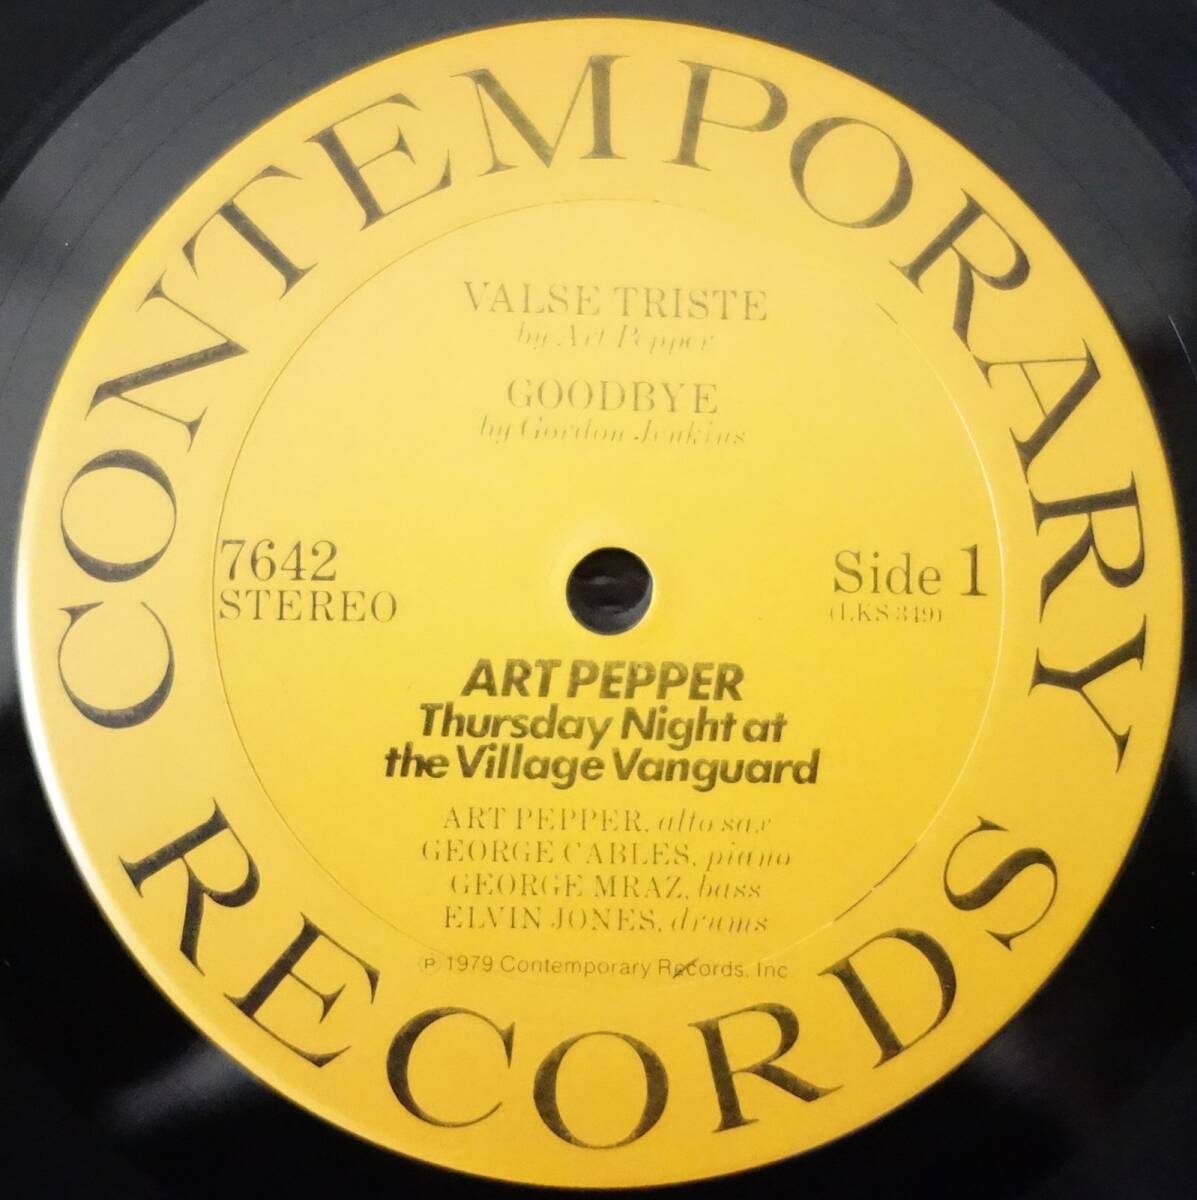 CONTEMPORARY
VALSE TRISTE
by Art Pepper
GOODBYE
by Gordon Jenkins
7642
STEREO
Side 1
(LKS 349)
ART PEPPER
Thursday Night at
the Village Vanguard
ART PEPPER, alto sax
GEORGE CABLES, piano
GEORGE MRAZ, bass
ELVIN JONES, drums
Ⓟ 1979 Contemporary Records, Inc
RECORDS